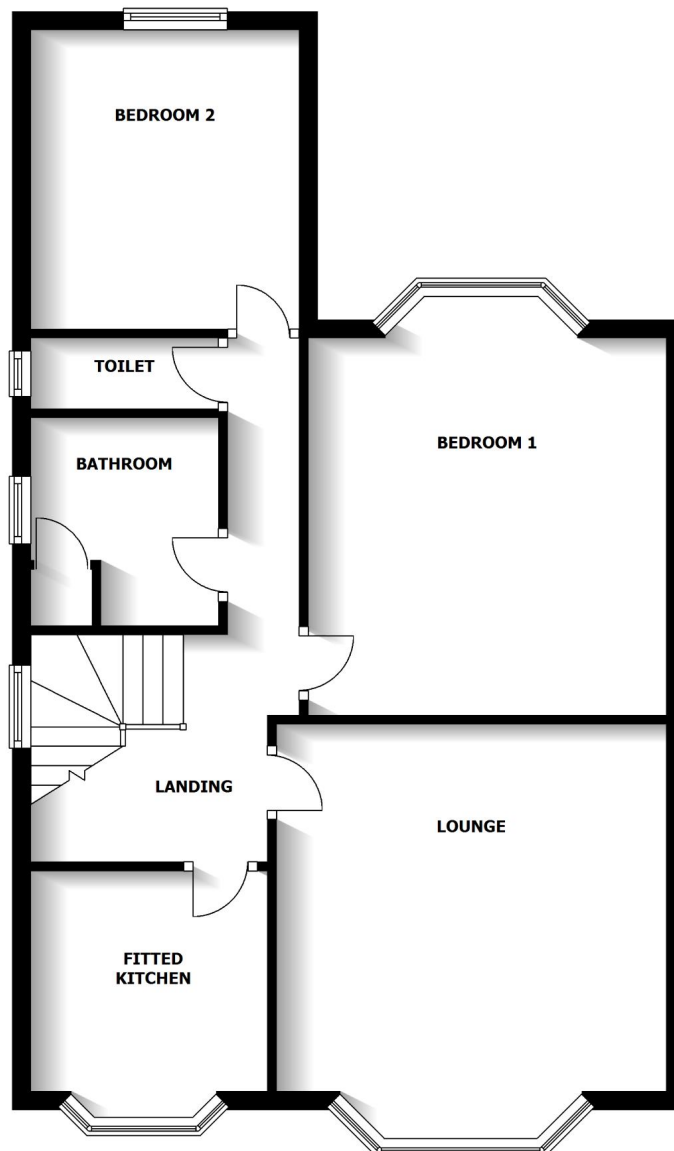 BEDROOM 2
TOILET
BATHROOM
BEDROOM 1
LANDING
LOUNGE
FITTED
KITCHEN